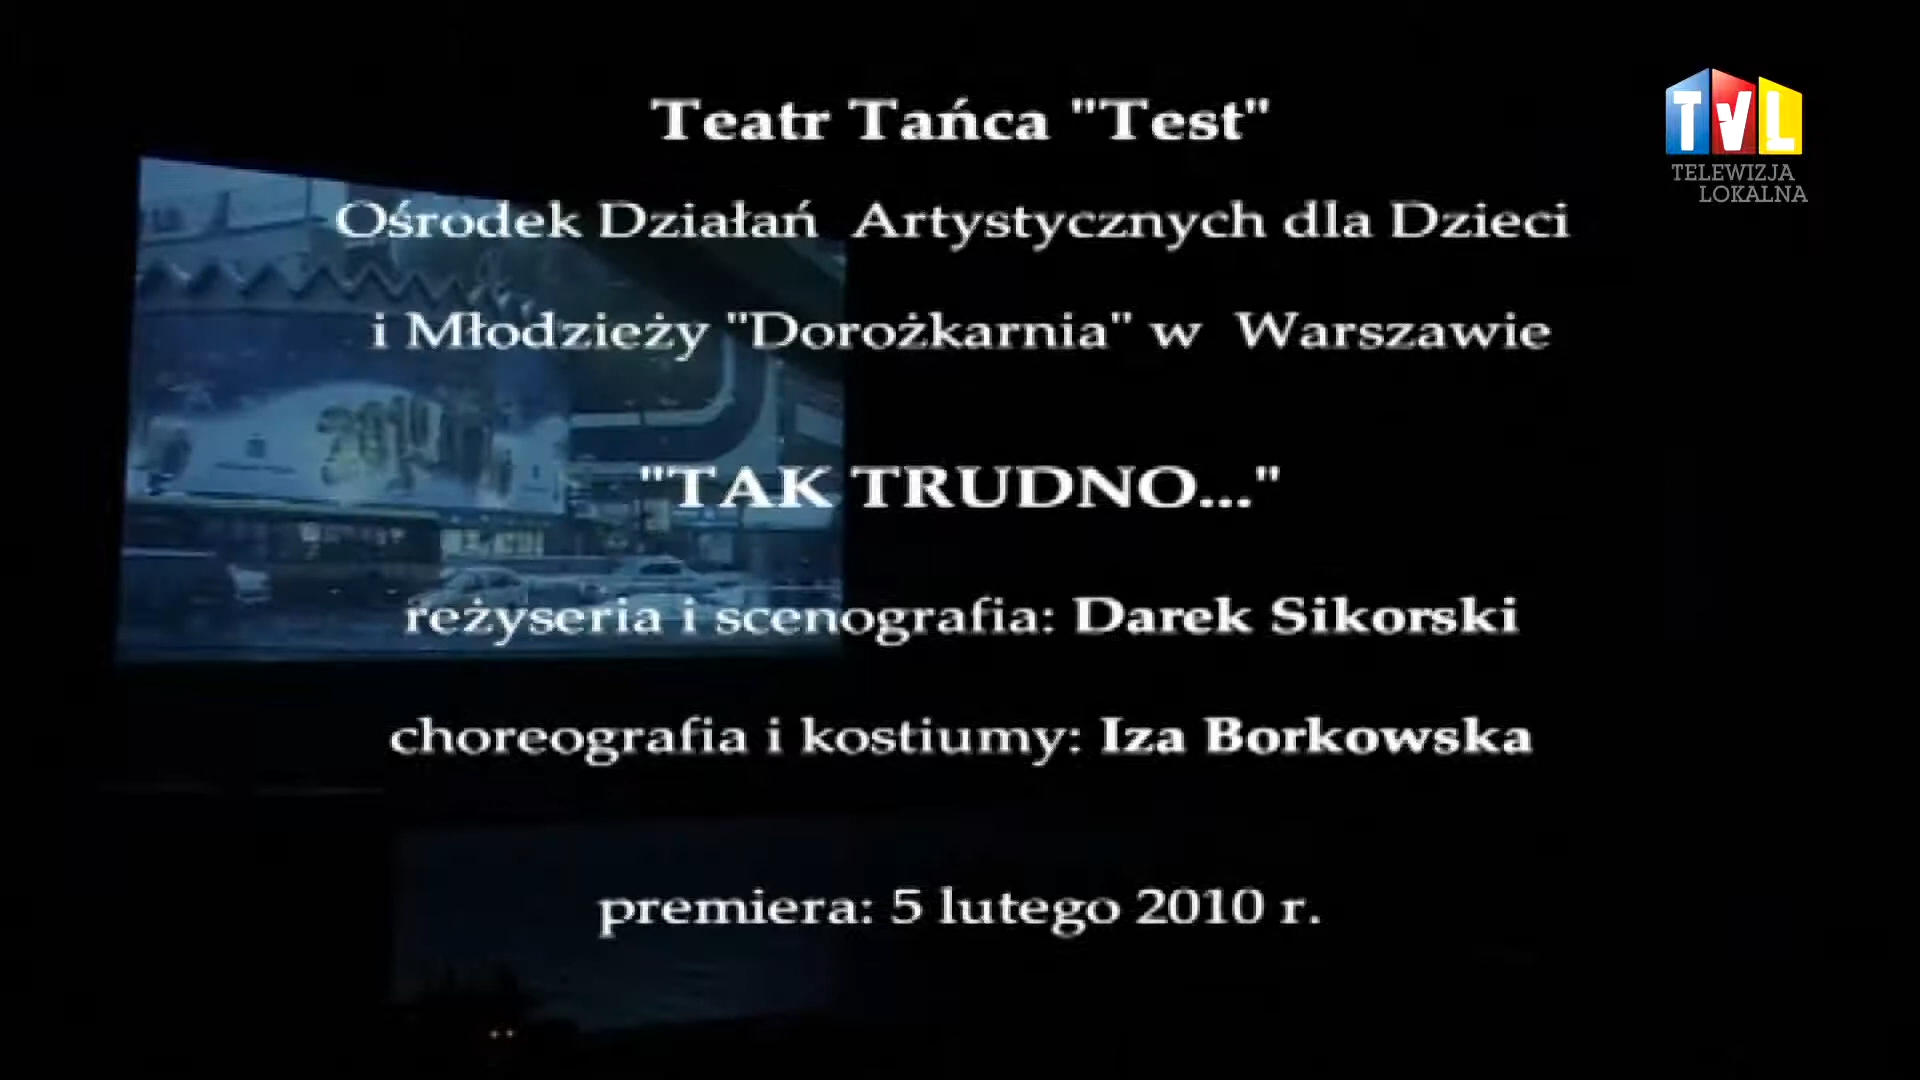 Teatr Tańca "Test"
TVL
TELEWIZJA
LOKALNA
Ośrodek Działań Artystycznych dla Dzieci
i Młodzieży "Dorożkarnia" w Warszawie
"TAK TRUDNO..."
reżyseria i scenografia: Darek Sikorski
choreografia i kostiumy: Iza Borkowska
premiera: 5 lutego 2010 r.